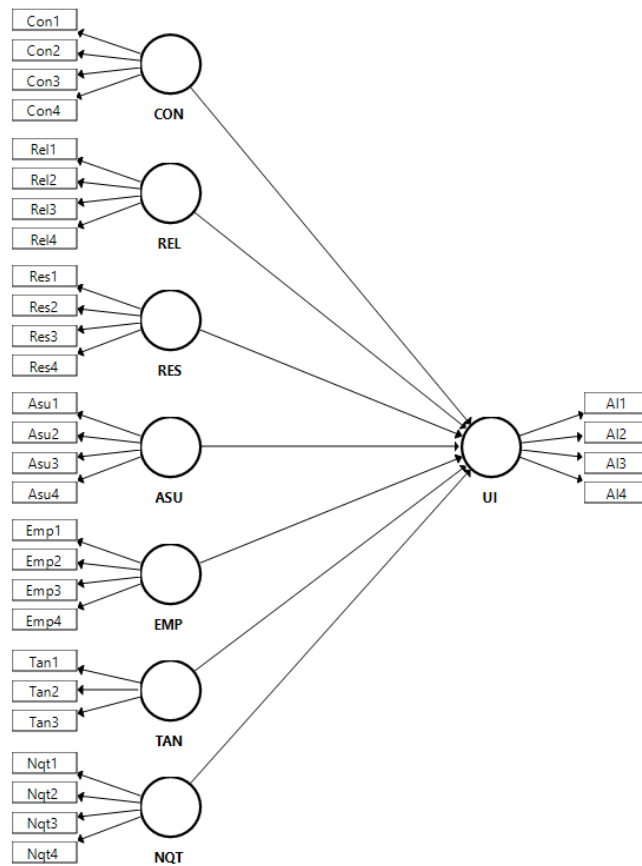 Con1
Con2
Con3
Con4
CON
Rel1
Rel2
Rel3
Rel4
REL
Res1
Res2
Res3
Res4
RES
Asu1
Asu2
Asu3
Asu4
ASU
Emp1
Emp2
Emp3
Emp4
EMP
Tan1
Tan2
Tan3
TAN
Nqt1
Nqt2
Nqt3
Nqt4
NQT
UI
AI1
AI2
AI3
AI4